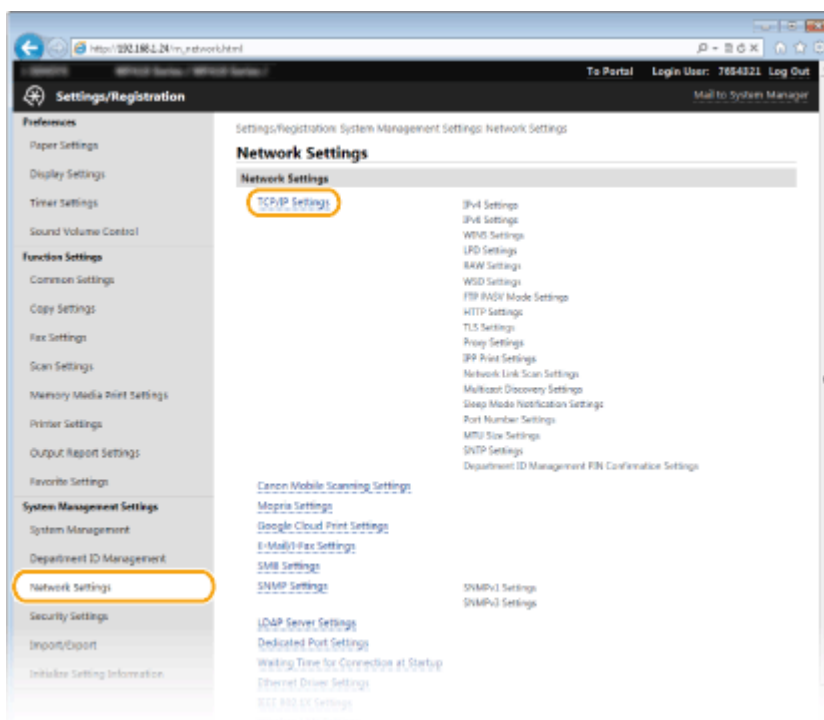 http://192.168.1.24/m_network.html
To Portal Login User: 7654321 Log Out
Settings/Registration
Mail to System Manager
Preferences
Paper Settings
Display Settings
Timer Settings
Sound Volume Control
Function Settings
Common Settings
Copy Settings
Fax Settings
Scan Settings
Memory Media Print Settings
Printer Settings
Output Report Settings
Favorite Settings
System Management Settings
System Management
Department ID Management
Network Settings
Security Settings
Import/Export
Initialize Setting Information
Settings/Registration: System Management Settings: Network Settings
Network Settings
Network Settings
TCP/IP Settings
IPv4 Settings
IPv6 Settings
WINS Settings
LPD Settings
RAW Settings
WSD Settings
FTP PASV Mode Settings
HTTP Settings
TLS Settings
Proxy Settings
IPP Print Settings
Network Link Scan Settings
Multicast Discovery Settings
Sleep Mode Notification Settings
Port Number Settings
MTU Size Settings
SNTP Settings
Department ID Management PIN Confirmation Settings
Canon Mobile Scanning Settings
Mopria Settings
Google Cloud Print Settings
E-Mail/I-Fax Settings
SMB Settings
SNMP Settings
SNMPv1 Settings
SNMPv3 Settings
LDAP Server Settings
Dedicated Port Settings
Waiting Time for Connection at Startup
Ethernet Driver Settings
IEEE 802.1X Settings